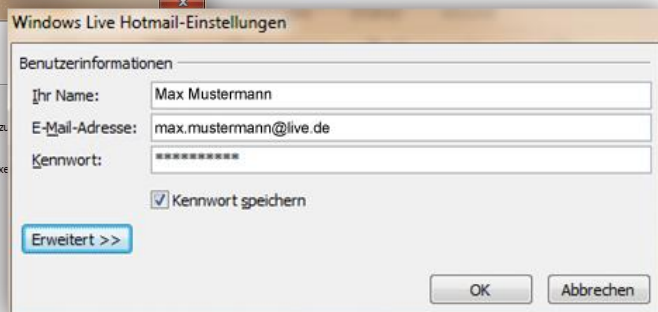 Windows Live Hotmail-Einstellungen
Benutzerinformationen
Ihr Name: Max Mustermann
E-Mail-Adresse: max.mustermann@live.de
Kennwort: **********
Kennwort speichern
Erweitert >>
OK Abbrechen